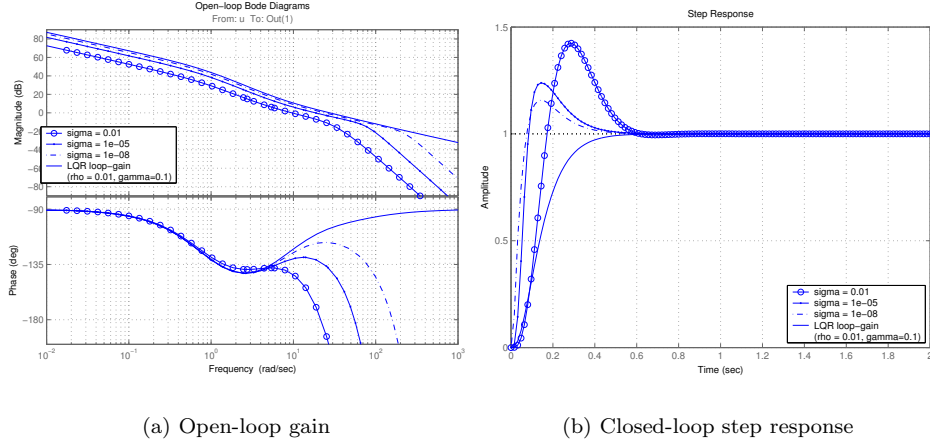 Open-loop Bode Diagrams
From: u To: Out(1)
Magnitude (dB)
80
60
40
20
0
−20
−40
−60
−80
sigma = 0.01
sigma = 1e−05
sigma = 1e−08
LQR loop−gain
(rho = 0.01, gamma=0.1)
Phase (deg)
−90
−135
−180
10^−2
10^−1
10^0
10^1
10^2
10^3
Frequency (rad/sec)
(a) Open-loop gain
Step Response
Amplitude
1.5
1
0.5
0
sigma = 0.01
sigma = 1e−05
sigma = 1e−08
LQR loop−gain
(rho = 0.01, gamma=0.1)
0 0.2 0.4 0.6 0.8 1 1.2 1.4 1.6 1.8 2
Time (sec)
(b) Closed-loop step response